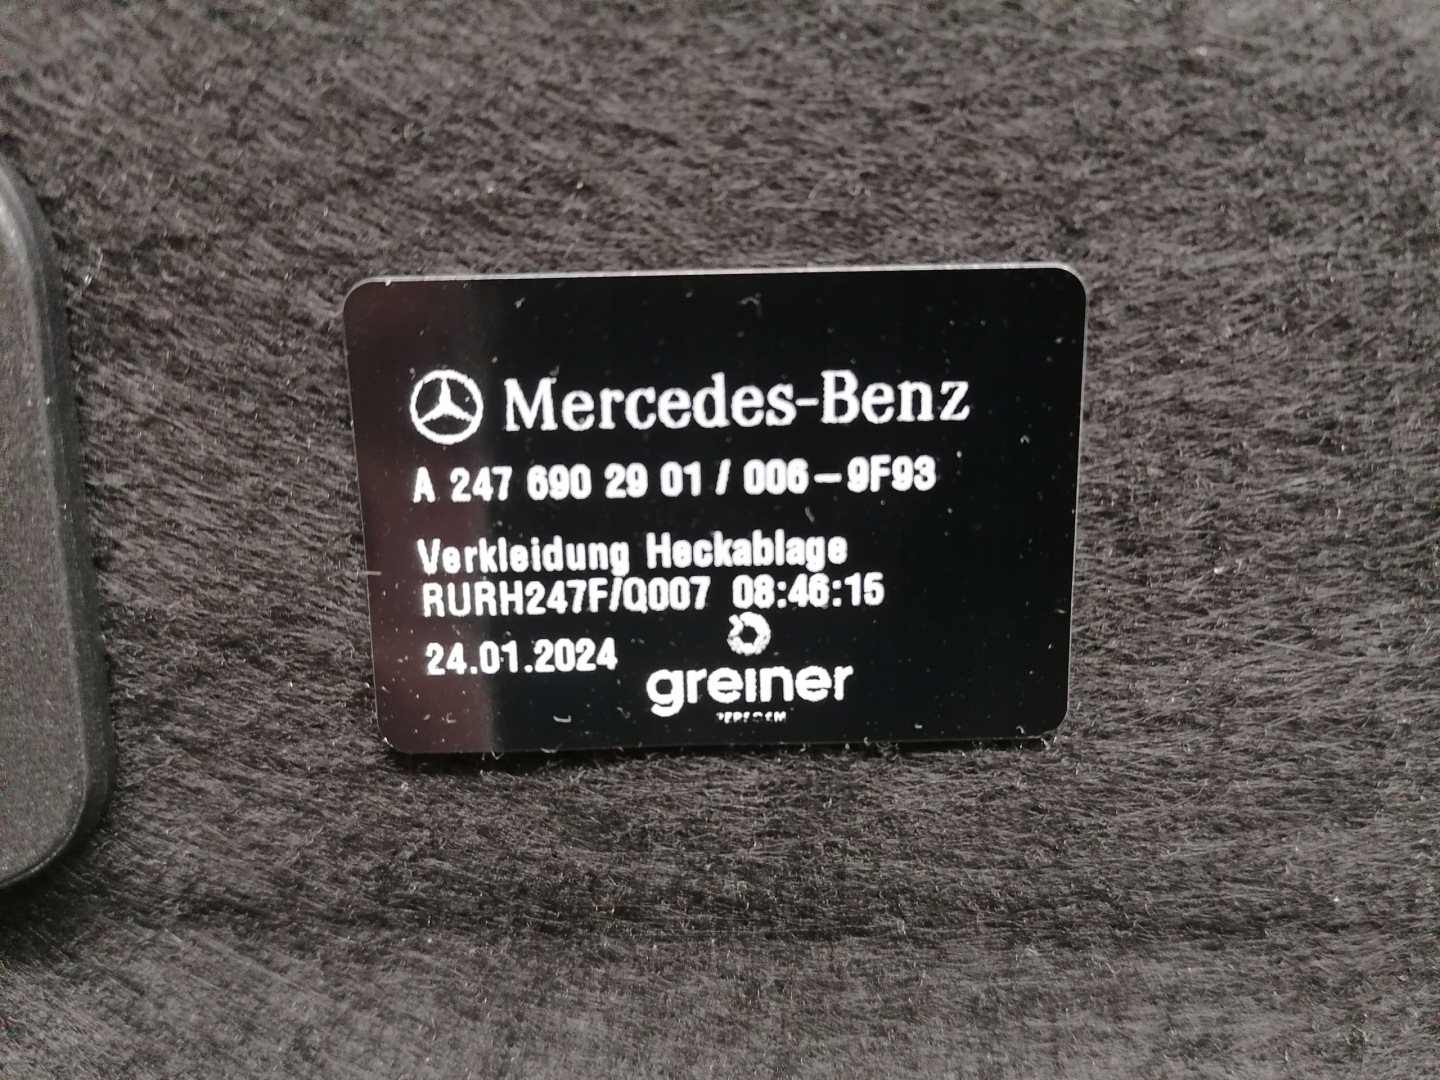 Mercedes-Benz
A 247 690 29 01 / 006 - 9F93
Verkleidung Heckablage
RURH247F/Q007 08:46:15
24.01.2024
greiner